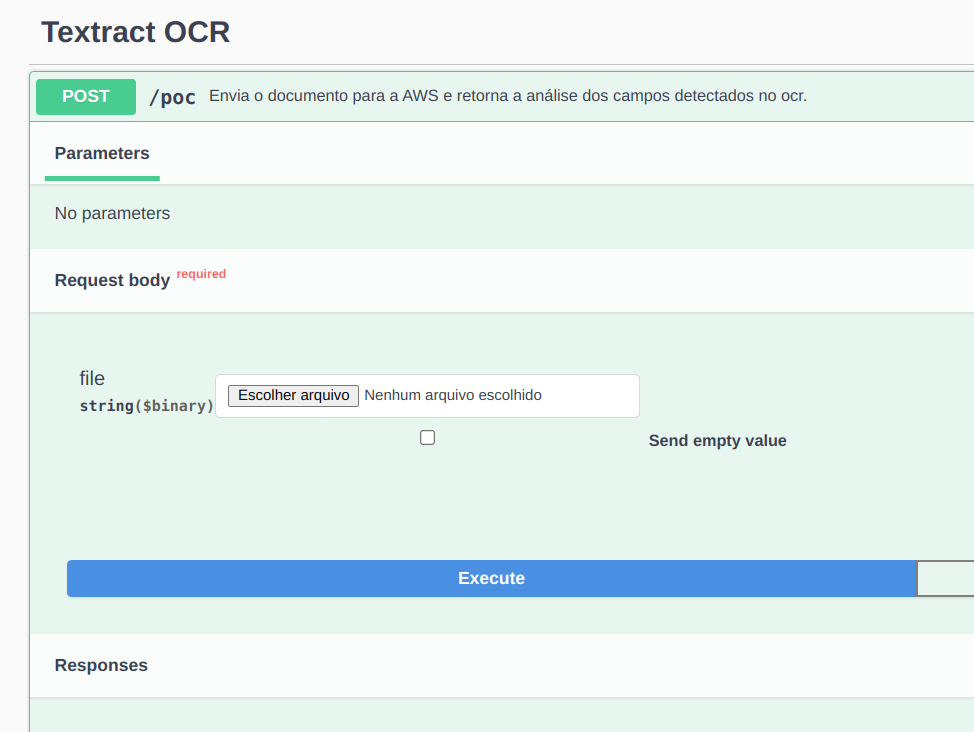 Textract OCR
POST /poc Envia o documento para a AWS e retorna a análise dos campos detectados no ocr.
Parameters
No parameters
Request body required
file
string($binary)
Escolher arquivo Nenhum arquivo escolhido
Send empty value
Execute
Responses